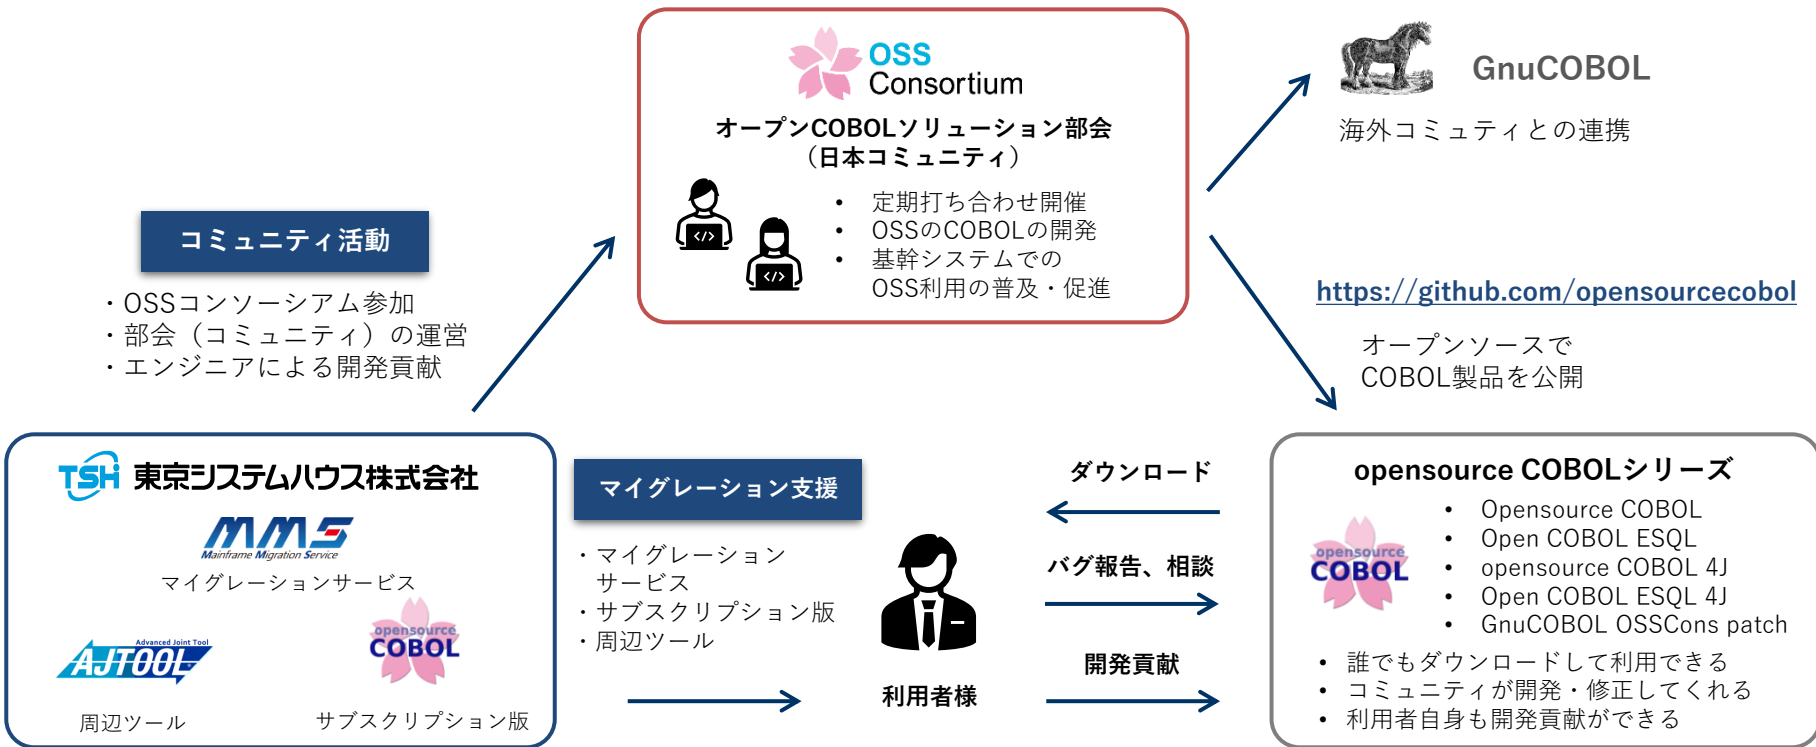 OSS
Consortium
オープンCOBOLソリューション部会
（日本コミュニティ）
• 定期打ち合わせ開催
• OSSのCOBOLの開発
• 基幹システムでの
OSS利用の普及・促進
</>
</>
GnuCOBOL
海外コミュティとの連携
コミュニティ活動
・OSSコンソーシアム参加
・部会（コミュニティ）の運営
・エンジニアによる開発貢献
https://github.com/opensourcecobol
オープンソースで
COBOL製品を公開
TSH 東京システムハウス株式会社
MMS
Mainframe Migration Service
マイグレーションサービス
Advanced Joint Tool
AJTOOL
周辺ツール
opensource
COBOL
サブスクリプション版
マイグレーション支援
・マイグレーション
サービス
・サブスクリプション版
・周辺ツール
利用者様
ダウンロード
バグ報告、相談
開発貢献
opensource COBOLシリーズ
opensource
COBOL
• Opensource COBOL
• Open COBOL ESQL
• opensource COBOL 4J
• Open COBOL ESQL 4J
• GnuCOBOL OSSCons patch
• 誰でもダウンロードして利用できる
• コミュニティが開発・修正してくれる
• 利用者自身も開発貢献ができる